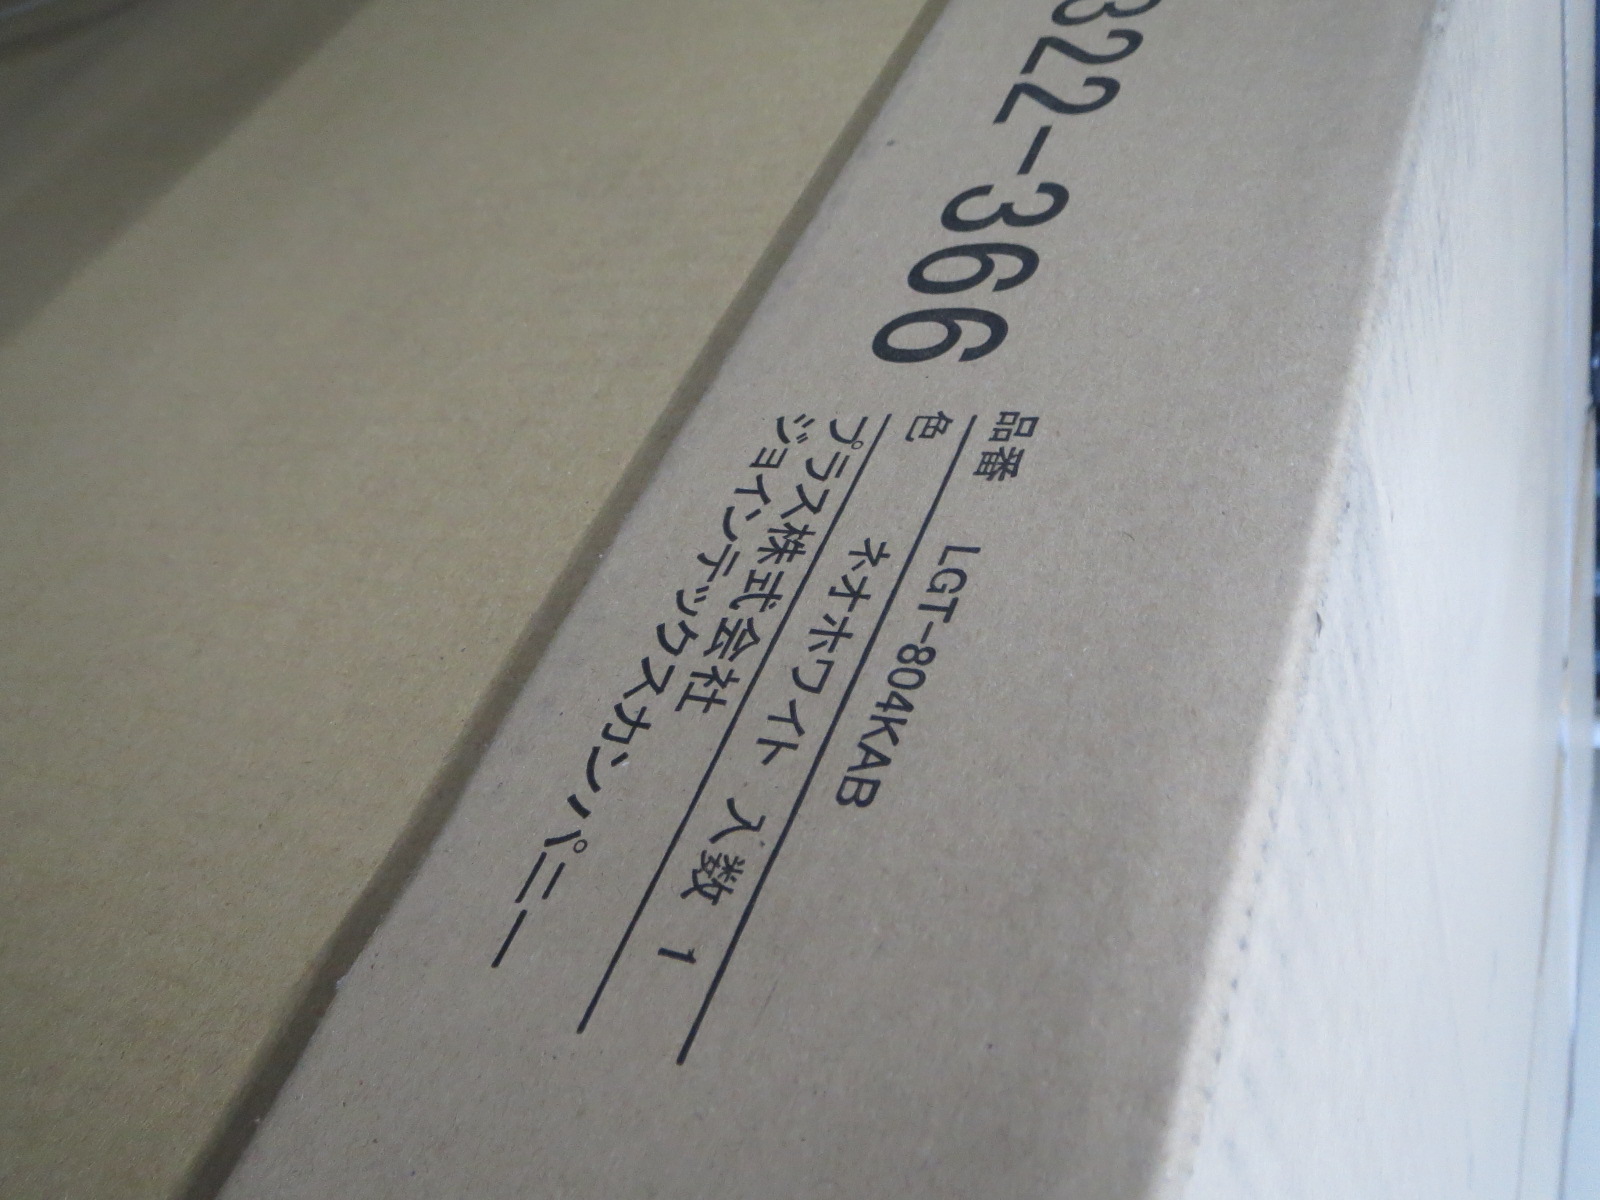 322-366
品番 LGT-804KAB
色 ネオホワイト 入数 1
プラス株式会社
ジョインテックスカンパニー